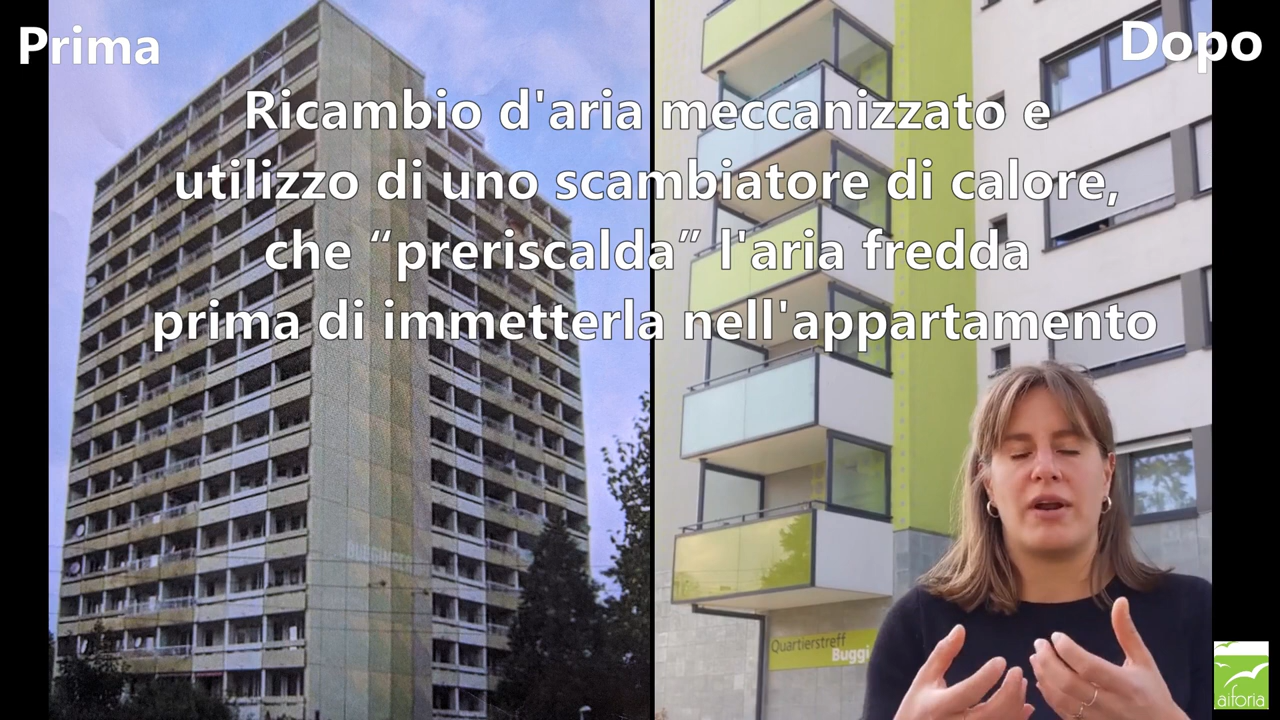 Prima
Dopo
Ricambio d'aria meccanizzato e
utilizzo di uno scambiatore di calore,
che “preriscalda” l'aria fredda
prima di immetterla nell'appartamento
Quartierstreff
Buggi
aiforia